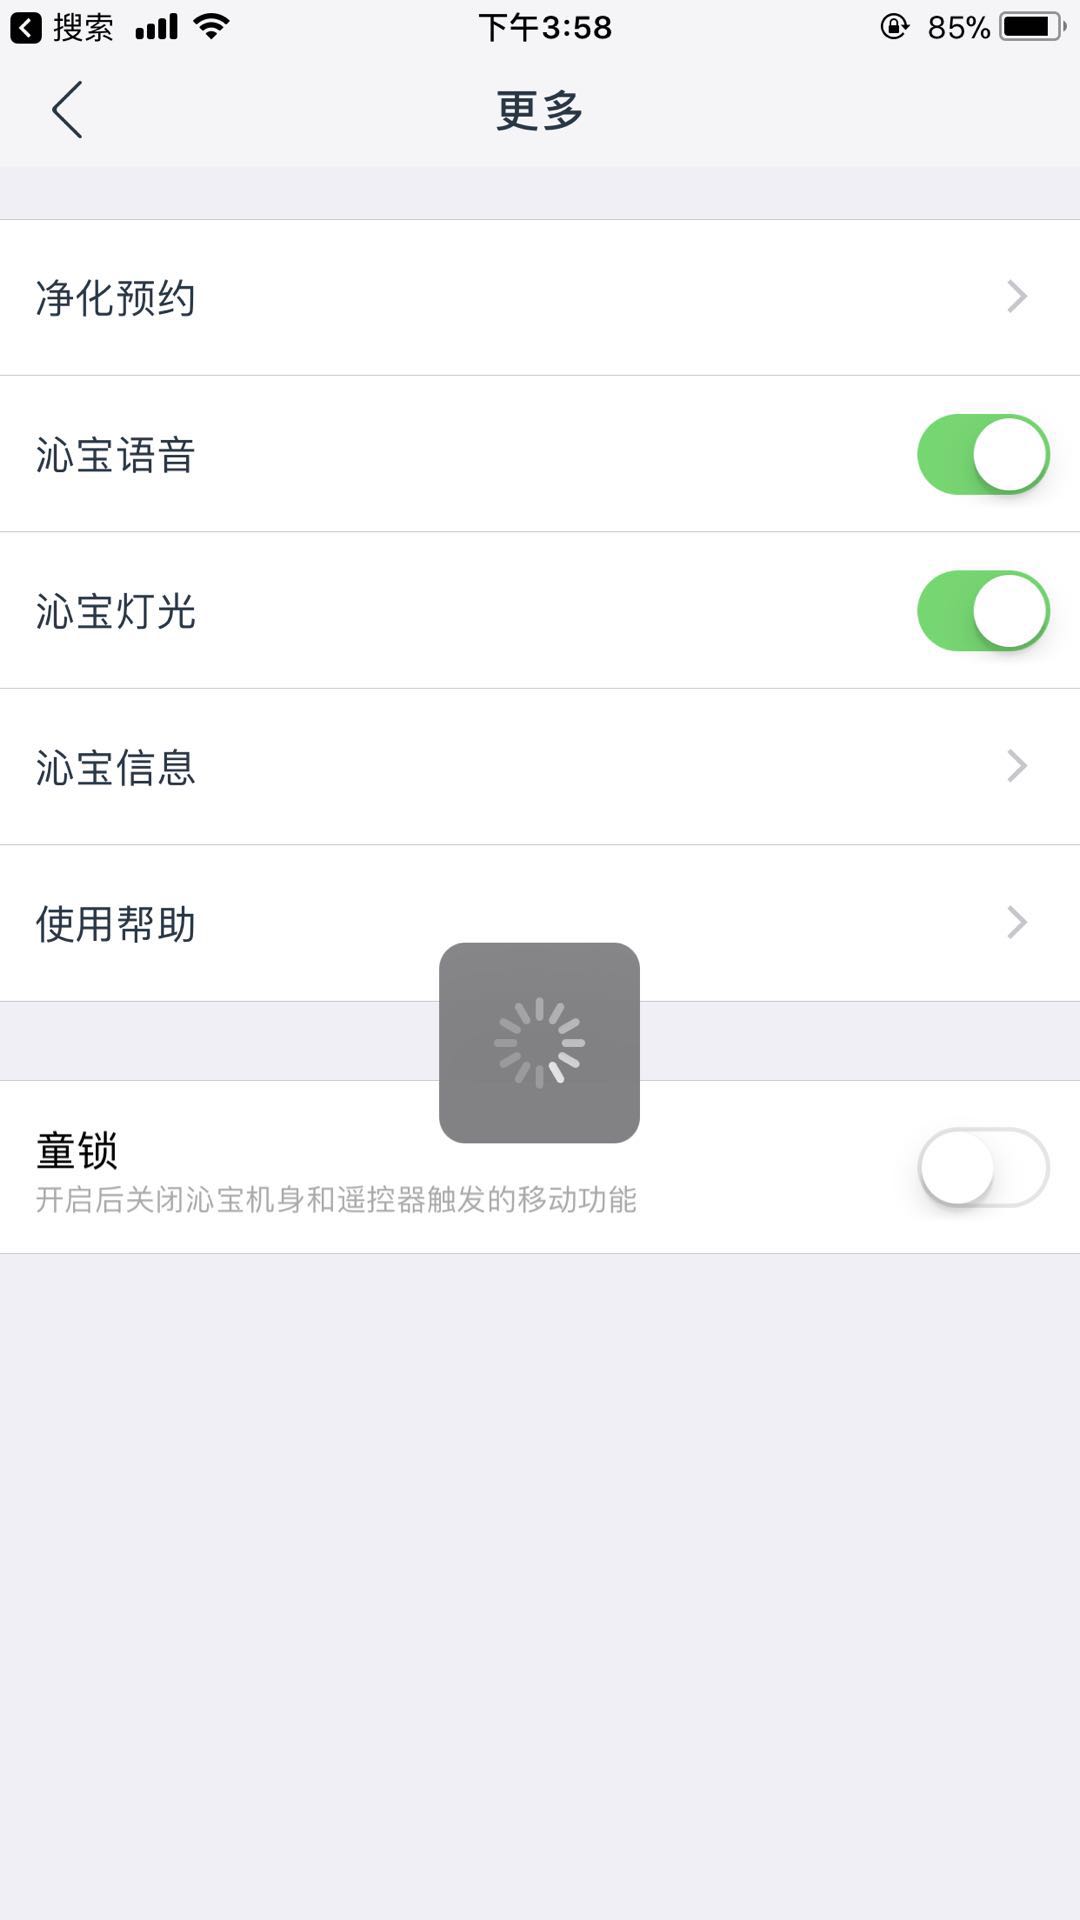 搜索 下午3:58 85%
更多
净化预约
沁宝语音
沁宝灯光
沁宝信息
使用帮助
童锁
开启后关闭沁宝机身和遥控器触发的移动功能